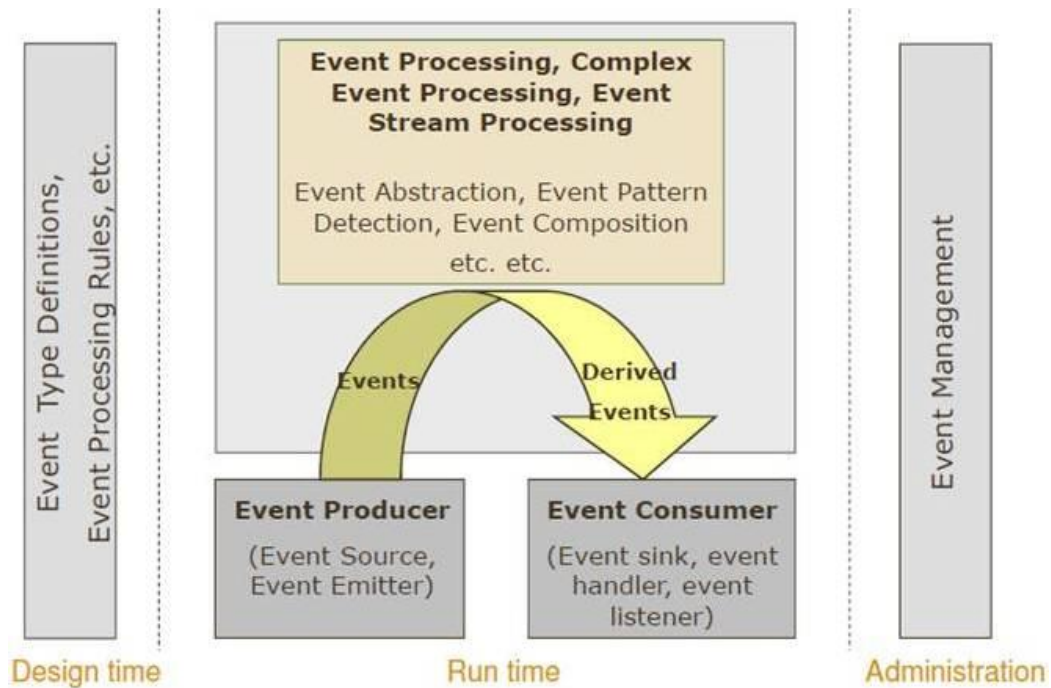 Event Type Definitions,
Event Processing Rules, etc.
Event Processing, Complex
Event Processing, Event
Stream Processing
Event Abstraction, Event Pattern
Detection, Event Composition
etc. etc.
Events
Derived
Events
Event Producer
(Event Source,
Event Emitter)
Event Consumer
(Event sink, event
handler, event
listener)
Event Management
Design time
Run time
Administration